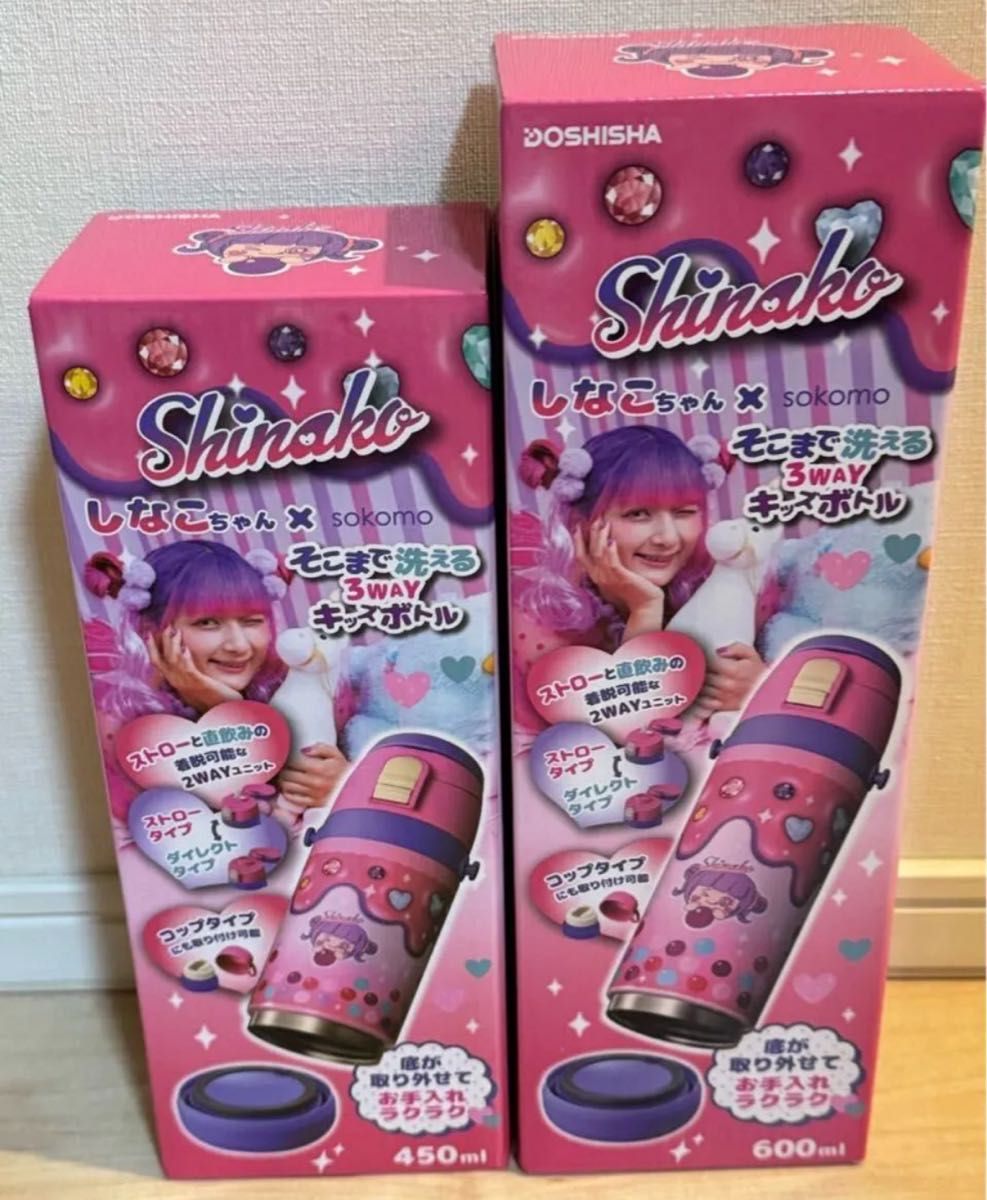 DOSHISHA
Shinako
しなこちゃん × sokomo
そこまで洗える
3WAY
キッズボトル
ストローと直飲みの
着脱可能な
2WAYユニット
ストロー
タイプ
ダイレクト
タイプ
コップタイプ
にも取り付け可能
Shinako
底が
取り外せて
お手入れ
ラクラク
450ml
DOSHISHA
Shinako
しなこちゃん × sokomo
そこまで洗える
3WAY
キッズボトル
ストローと直飲みの
着脱可能な
2WAYユニット
ストロー
タイプ
ダイレクト
タイプ
コップタイプ
にも取り付け可能
Shinako
底が
取り外せて
お手入れ
ラクラク
600ml